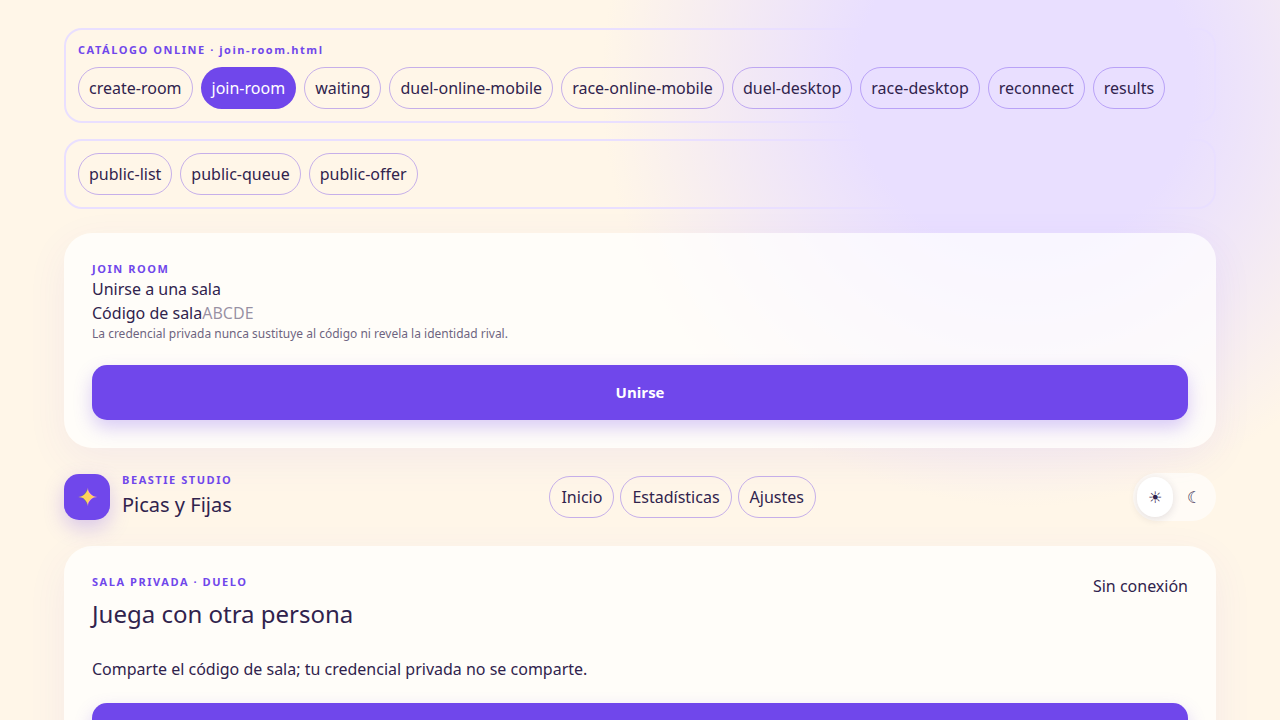 CATÁLOGO ONLINE · join-room.html
create-room join-room waiting duel-online-mobile race-online-mobile duel-desktop race-desktop reconnect results
public-list public-queue public-offer
JOIN ROOM
Unirse a una sala
Código de salaABCDE
La credencial privada nunca sustituye al código ni revela la identidad rival.
Unirse
BEASTIE STUDIO
Picas y Fijas
Inicio Estadísticas Ajustes
SALA PRIVADA · DUELO
Sin conexión
Juega con otra persona
Comparte el código de sala; tu credencial privada no se comparte.